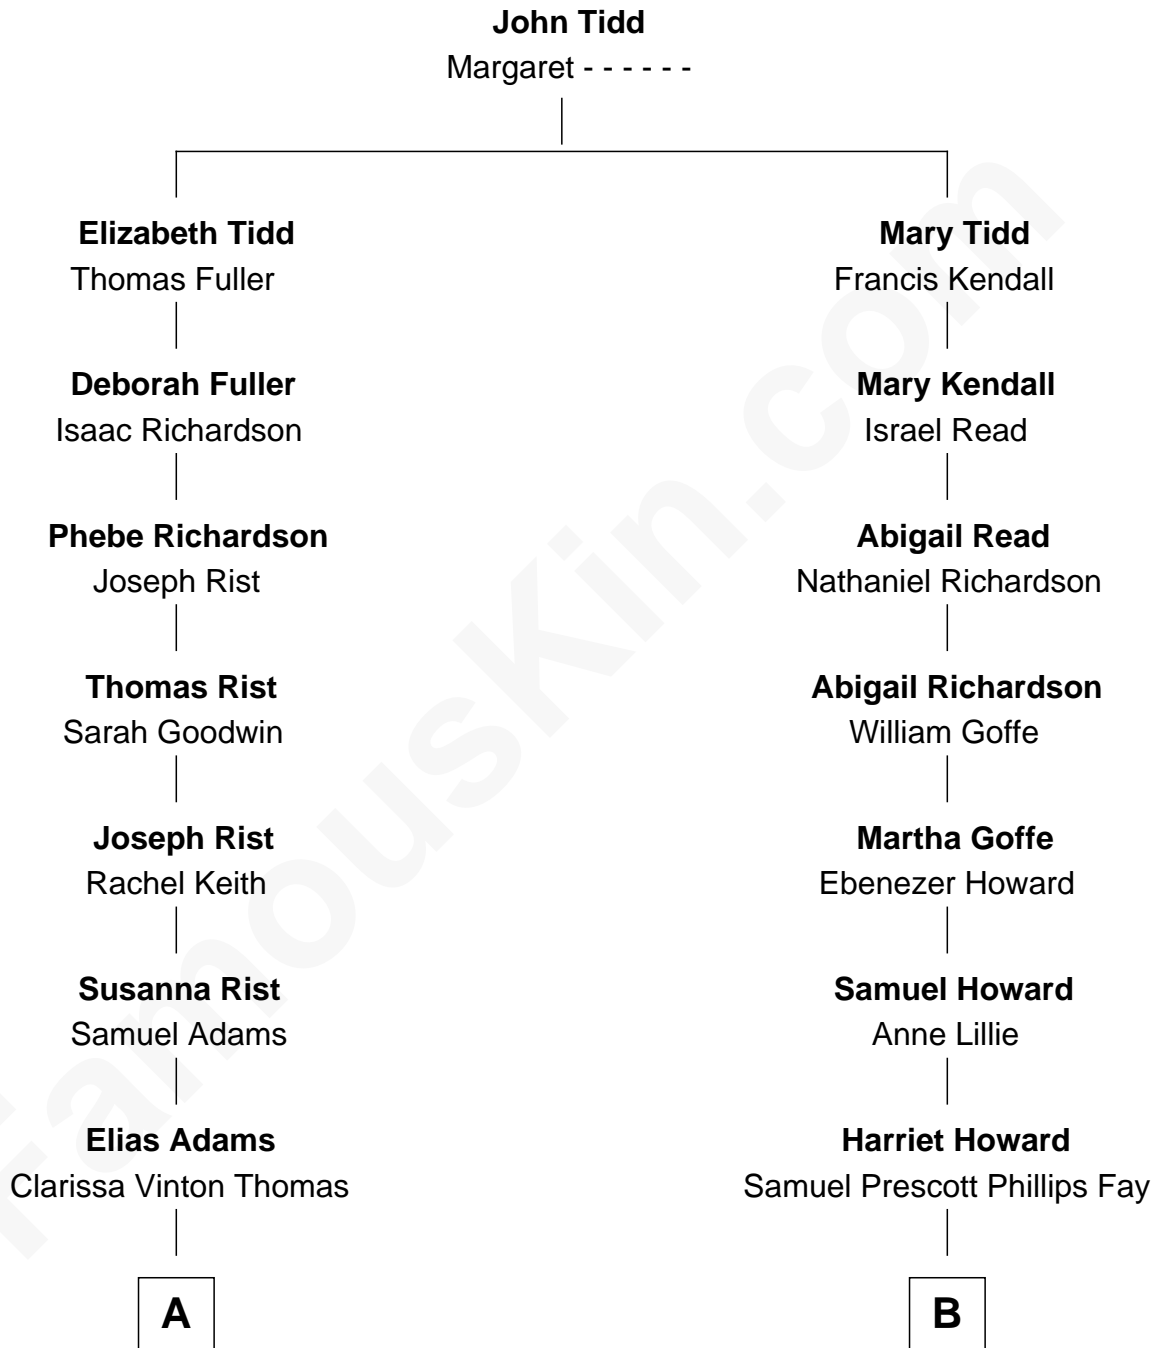 John Tidd
Margaret - - - - - -
Elizabeth Tidd
Thomas Fuller
Mary Tidd
Francis Kendall
Deborah Fuller
Isaac Richardson
Mary Kendall
Israel Read
Phebe Richardson
Joseph Rist
Abigail Read
Nathaniel Richardson
Thomas Rist
Sarah Goodwin
Abigail Richardson
William Goffe
Joseph Rist
Rachel Keith
Martha Goffe
Ebenezer Howard
Susanna Rist
Samuel Adams
Samuel Howard
Anne Lillie
Elias Adams
Clarissa Vinton Thomas
Harriet Howard
Samuel Prescott Phillips Fay
A
B
FamousKin.com